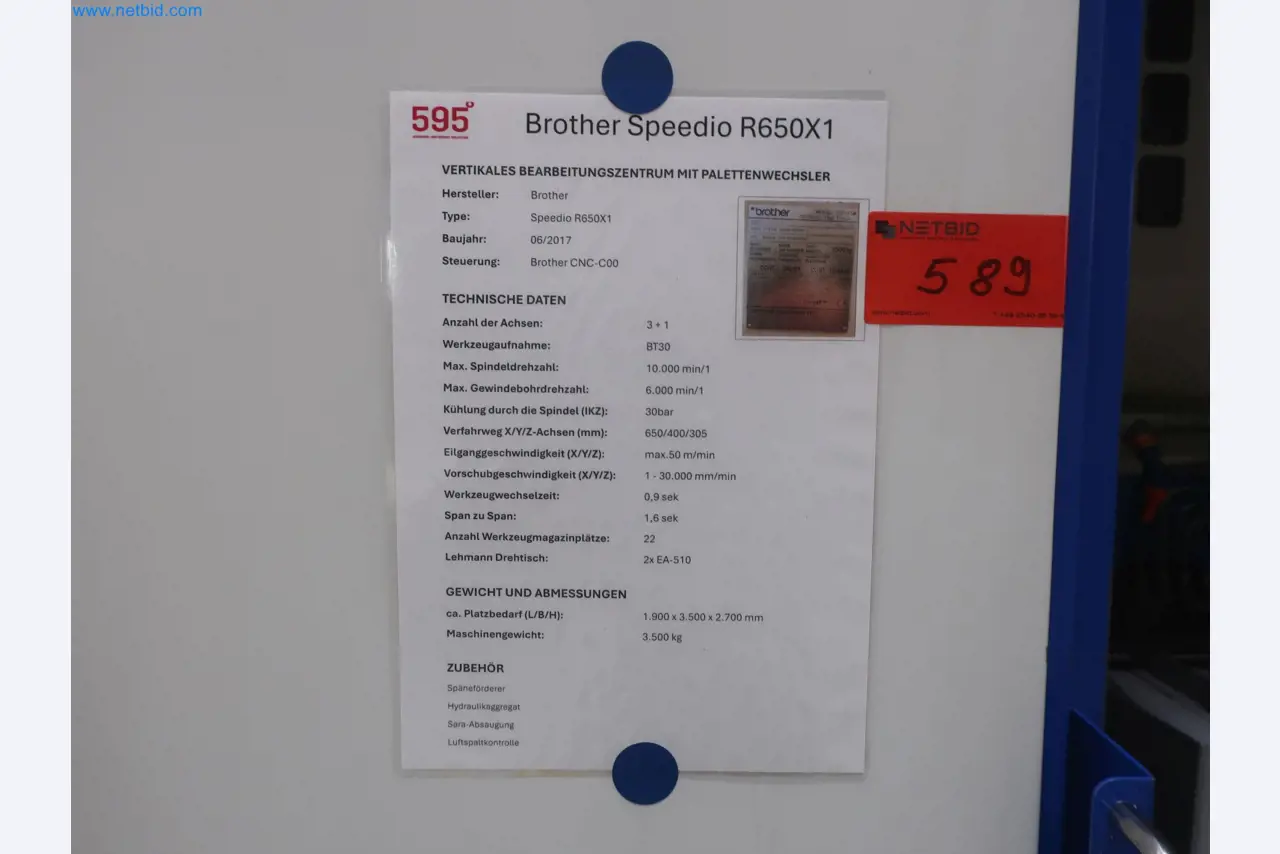 www.netbid.com
595°
Brother Speedio R650X1
VERTIKALES BEARBEITUNGSZENTRUM MIT PALETTENWECHSLER
Hersteller: Brother
Type: Speedio R650X1
Baujahr: 06/2017
Steuerung: Brother CNC-C00
brother
NETBID
589
TECHNISCHE DATEN
Anzahl der Achsen: 3 + 1
Werkzeugaufnahme: BT30
Max. Spindeldrehzahl: 10.000 min/1
Max. Gewindebohrdrehzahl: 6.000 min/1
Kühlung durch die Spindel (IKZ): 30bar
Verfahrweg X/Y/Z-Achsen (mm): 650/400/305
Eilganggeschwindigkeit (X/Y/Z): max.50 m/min
Vorschubgeschwindigkeit (X/Y/Z): 1 - 30.000 mm/min
Werkzeugwechselzeit: 0,9 sek
Span zu Span: 1,6 sek
Anzahl Werkzeugmagazinplätze: 22
Lehmann Drehtisch: 2x EA-510
GEWICHT UND ABMESSUNGEN
ca. Platzbedarf (L/B/H): 1.900 x 3.500 x 2.700 mm
Maschinengewicht: 3.500 kg
ZUBEHÖR
Späneförderer
Hydraulikaggregat
Sara-Absaugung
Luftspaltkontrolle